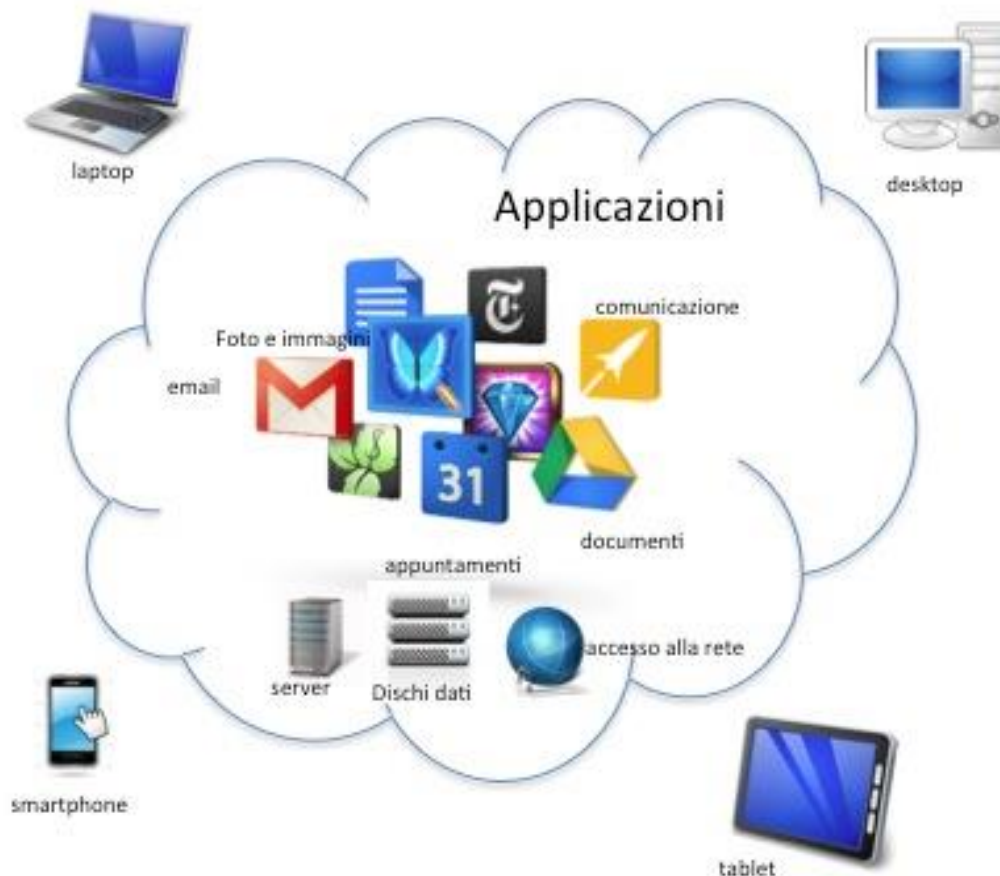 laptop
desktop
Applicazioni
comunicazione
Foto e immagini
email
31
documenti
appuntamenti
accesso alla rete
server
Dischi dati
smartphone
tablet